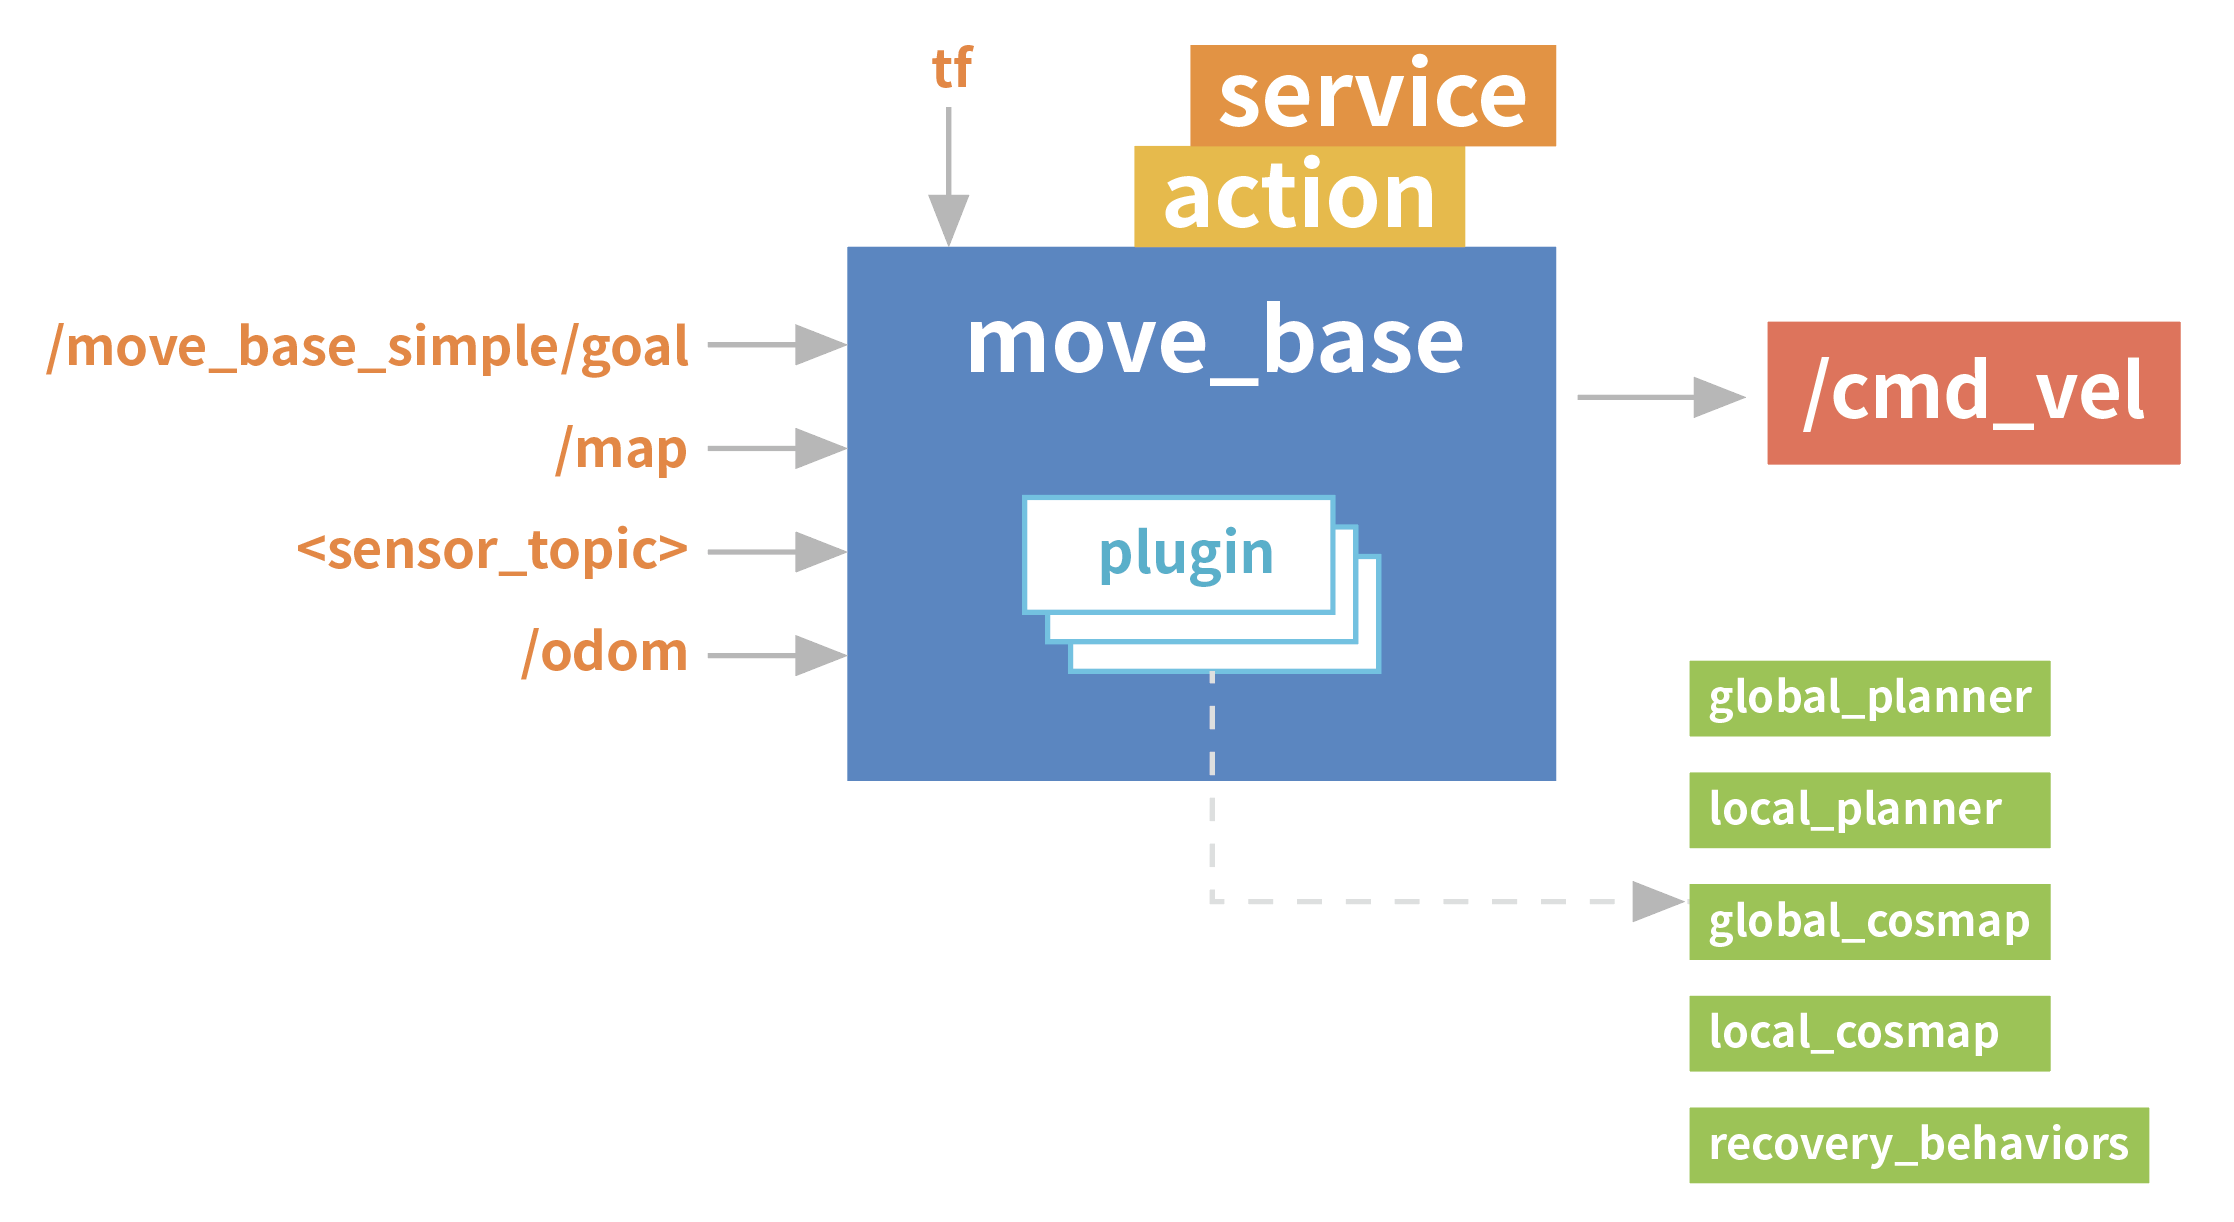 tf
service
action
move_base
/move_base_simple/goal
/map
<sensor_topic>
/odom
plugin
/cmd_vel
global_planner
local_planner
global_cosmap
local_cosmap
recovery_behaviors